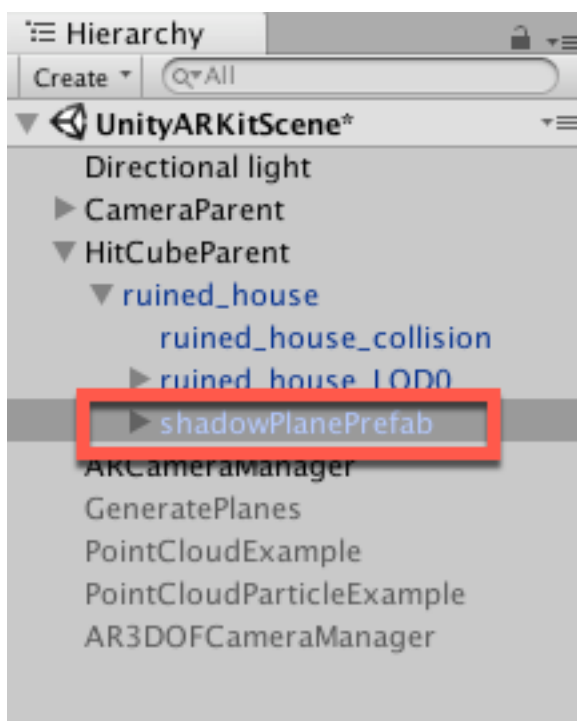 Hierarchy
Create All
UnityARKitScene*
Directional light
CameraParent
HitCubeParent
ruined_house
ruined_house_collision
ruined_house_LOD0
shadowPlanePrefab
ARCameraManager
GeneratePlanes
PointCloudExample
PointCloudParticleExample
AR3DOFCameraManager